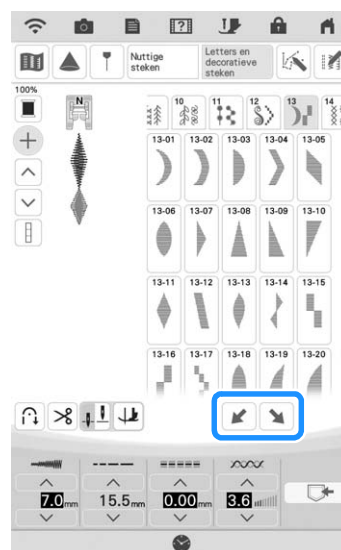 ?
Nuttige
steken
Letters en
decoratieve
steken
100%
N
10
11
12
13
14
13-01 13-02 13-03 13-04 13-05
13-06 13-07 13-08 13-09 13-10
13-11 13-12 13-13 13-14 13-15
13-16 13-17 13-18 13-19 13-20
7.0mm 15.5mm 0.00mm 3.6